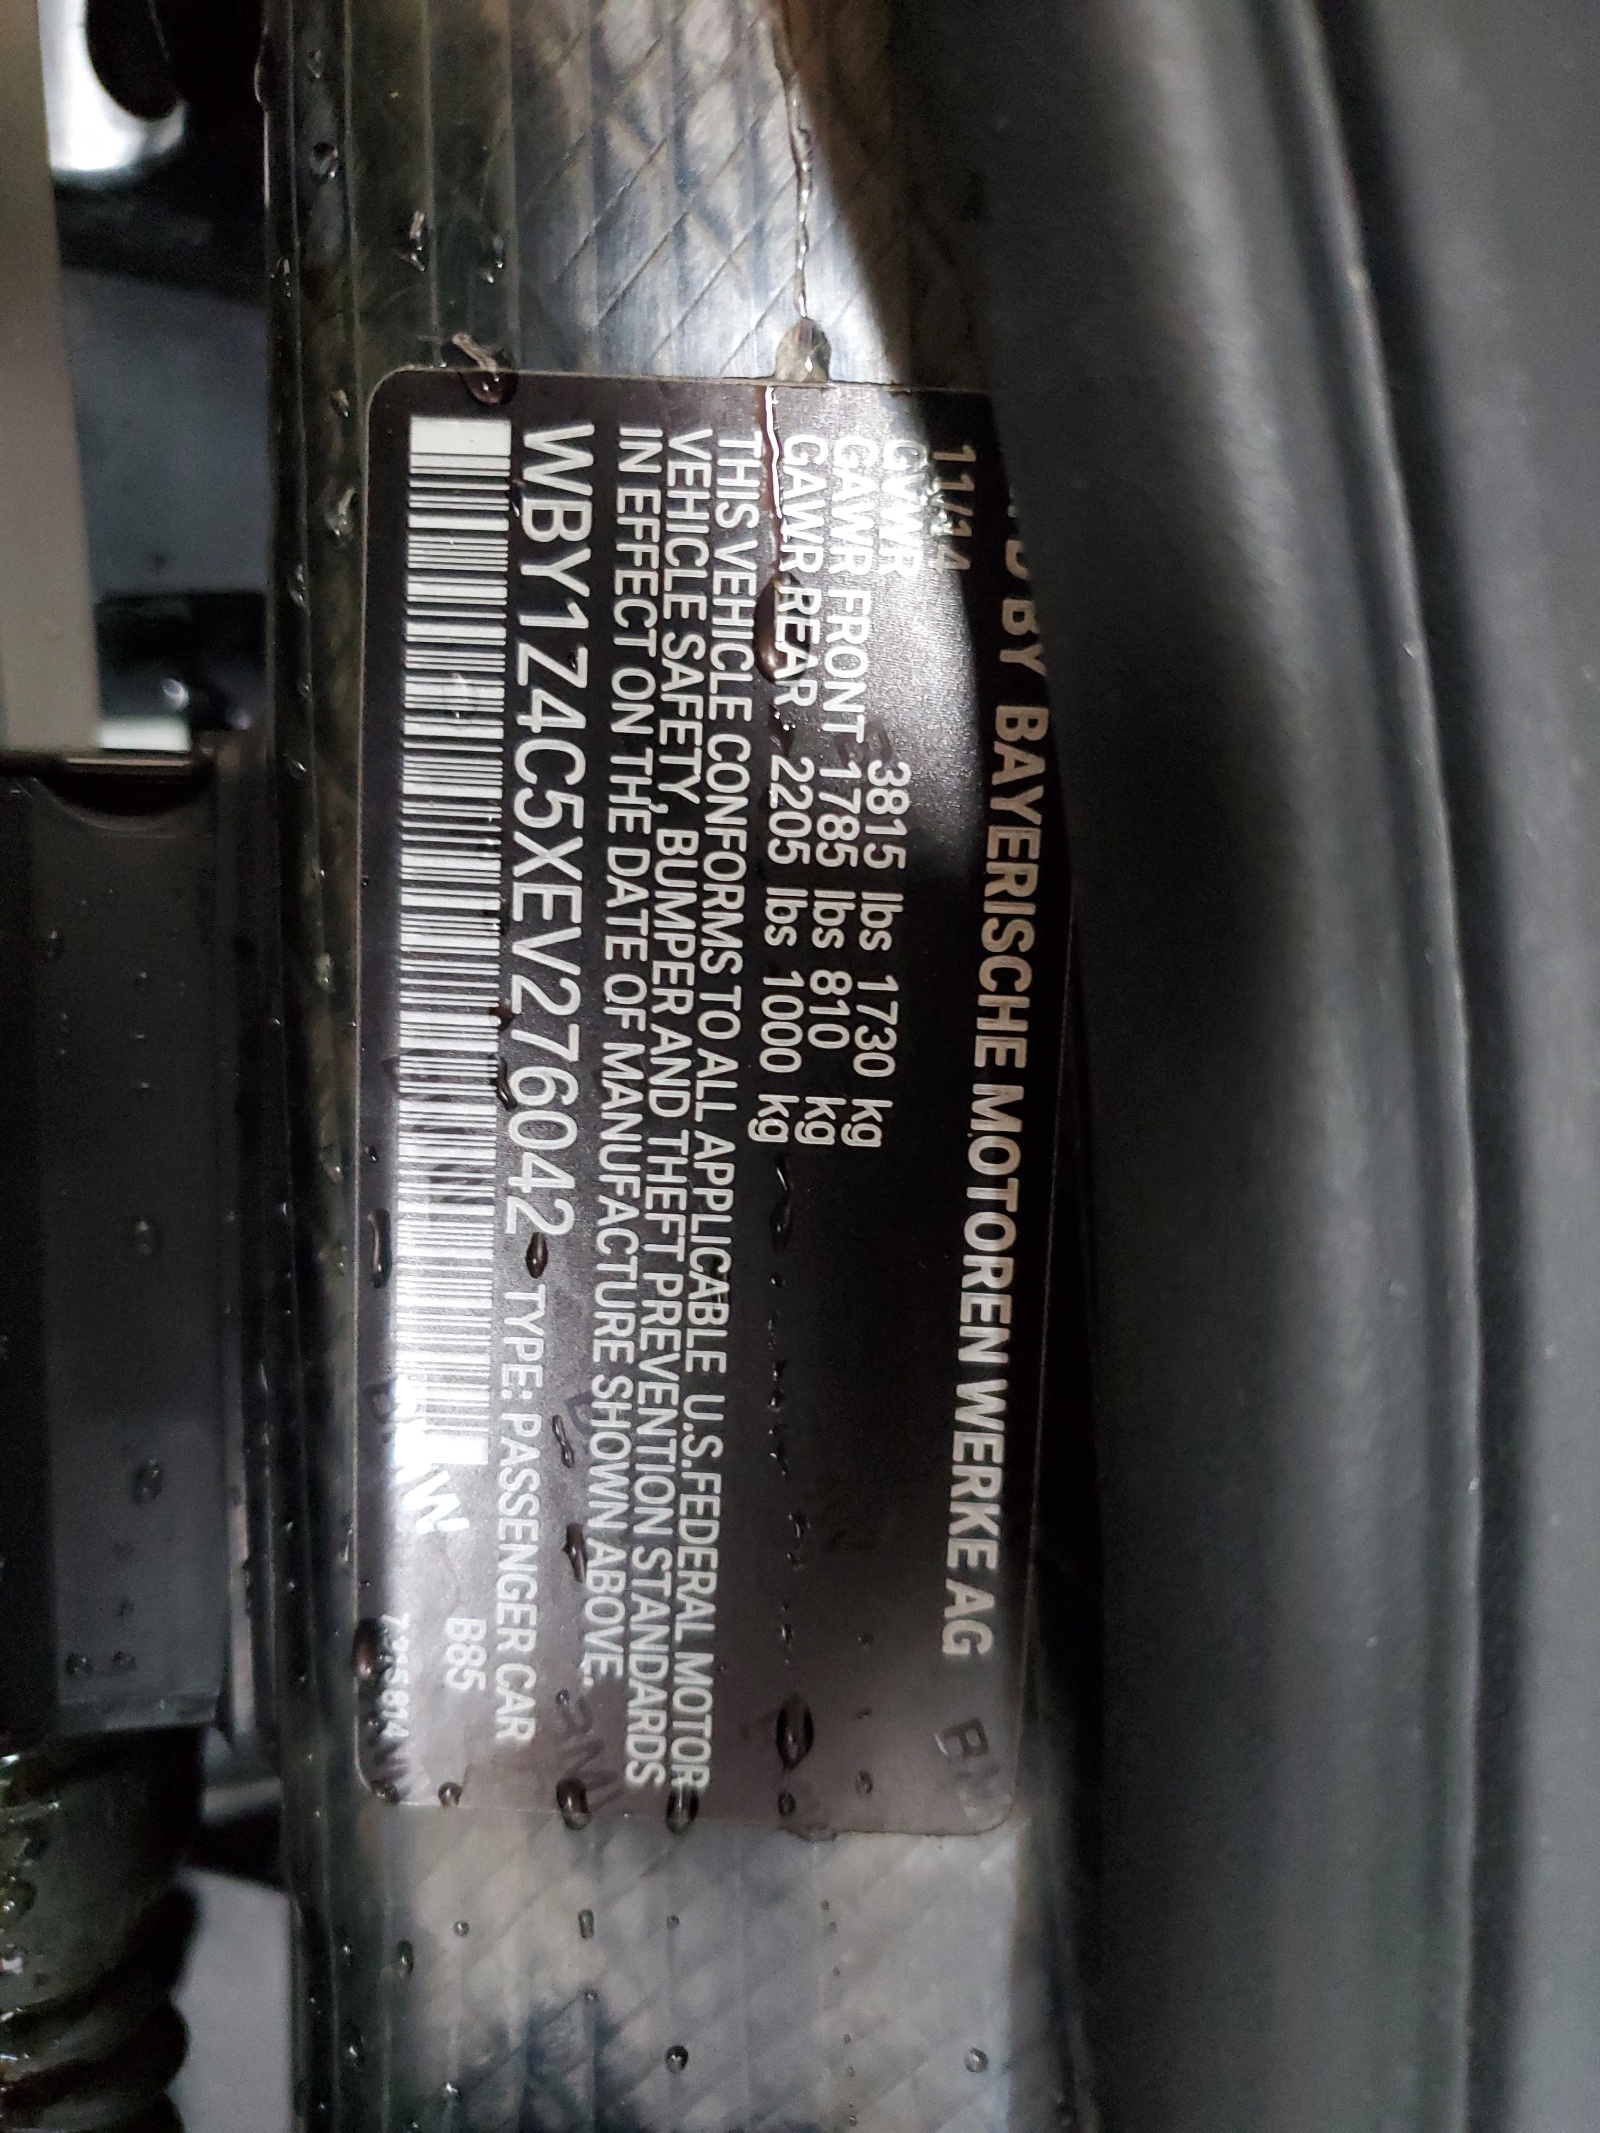 BY BAYERISCHE MOTOREN WERKE AG
11/14
GVWR 3815 lbs 1730 kg
GAWR FRONT 1785 lbs 810 kg
GAWR REAR 2205 lbs 1000 kg
THIS VEHICLE CONFORMS TO ALL APPLICABLE U.S.FEDERAL MOTOR
VEHICLE SAFETY, BUMPER AND THEFT PREVENTION STANDARDS
IN EFFECT ON THE DATE OF MANUFACTURE SHOWN ABOVE.
WBY1Z4C5XEV276042 TYPE: PASSENGER CAR
B85